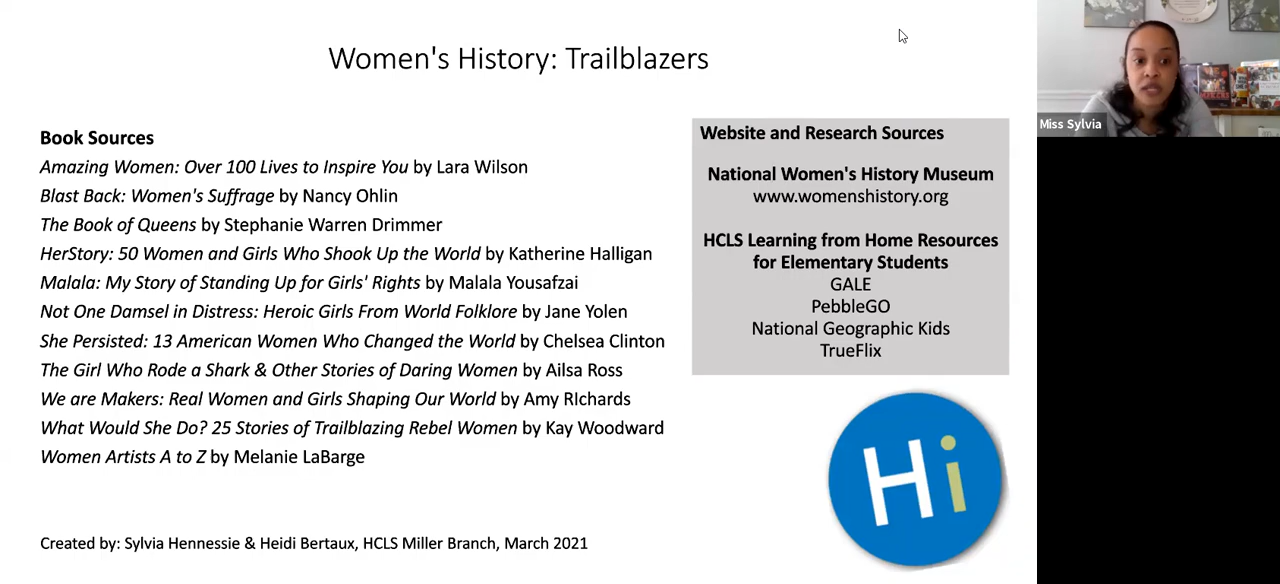 Women's History: Trailblazers
Book Sources
Amazing Women: Over 100 Lives to Inspire You by Lara Wilson
Blast Back: Women's Suffrage by Nancy Ohlin
The Book of Queens by Stephanie Warren Drimmer
HerStory: 50 Women and Girls Who Shook Up the World by Katherine Halligan
Malala: My Story of Standing Up for Girls' Rights by Malala Yousafzai
Not One Damsel in Distress: Heroic Girls From World Folklore by Jane Yolen
She Persisted: 13 American Women Who Changed the World by Chelsea Clinton
The Girl Who Rode a Shark & Other Stories of Daring Women by Ailsa Ross
We are Makers: Real Women and Girls Shaping Our World by Amy RIchards
What Would She Do? 25 Stories of Trailblazing Rebel Women by Kay Woodward
Women Artists A to Z by Melanie LaBarge
Created by: Sylvia Hennessie & Heidi Bertaux, HCLS Miller Branch, March 2021
Website and Research Sources
National Women's History Museum
www.womenshistory.org
HCLS Learning from Home Resources
for Elementary Students
GALE
PebbleGO
National Geographic Kids
TrueFlix
Hi
Miss Sylvia